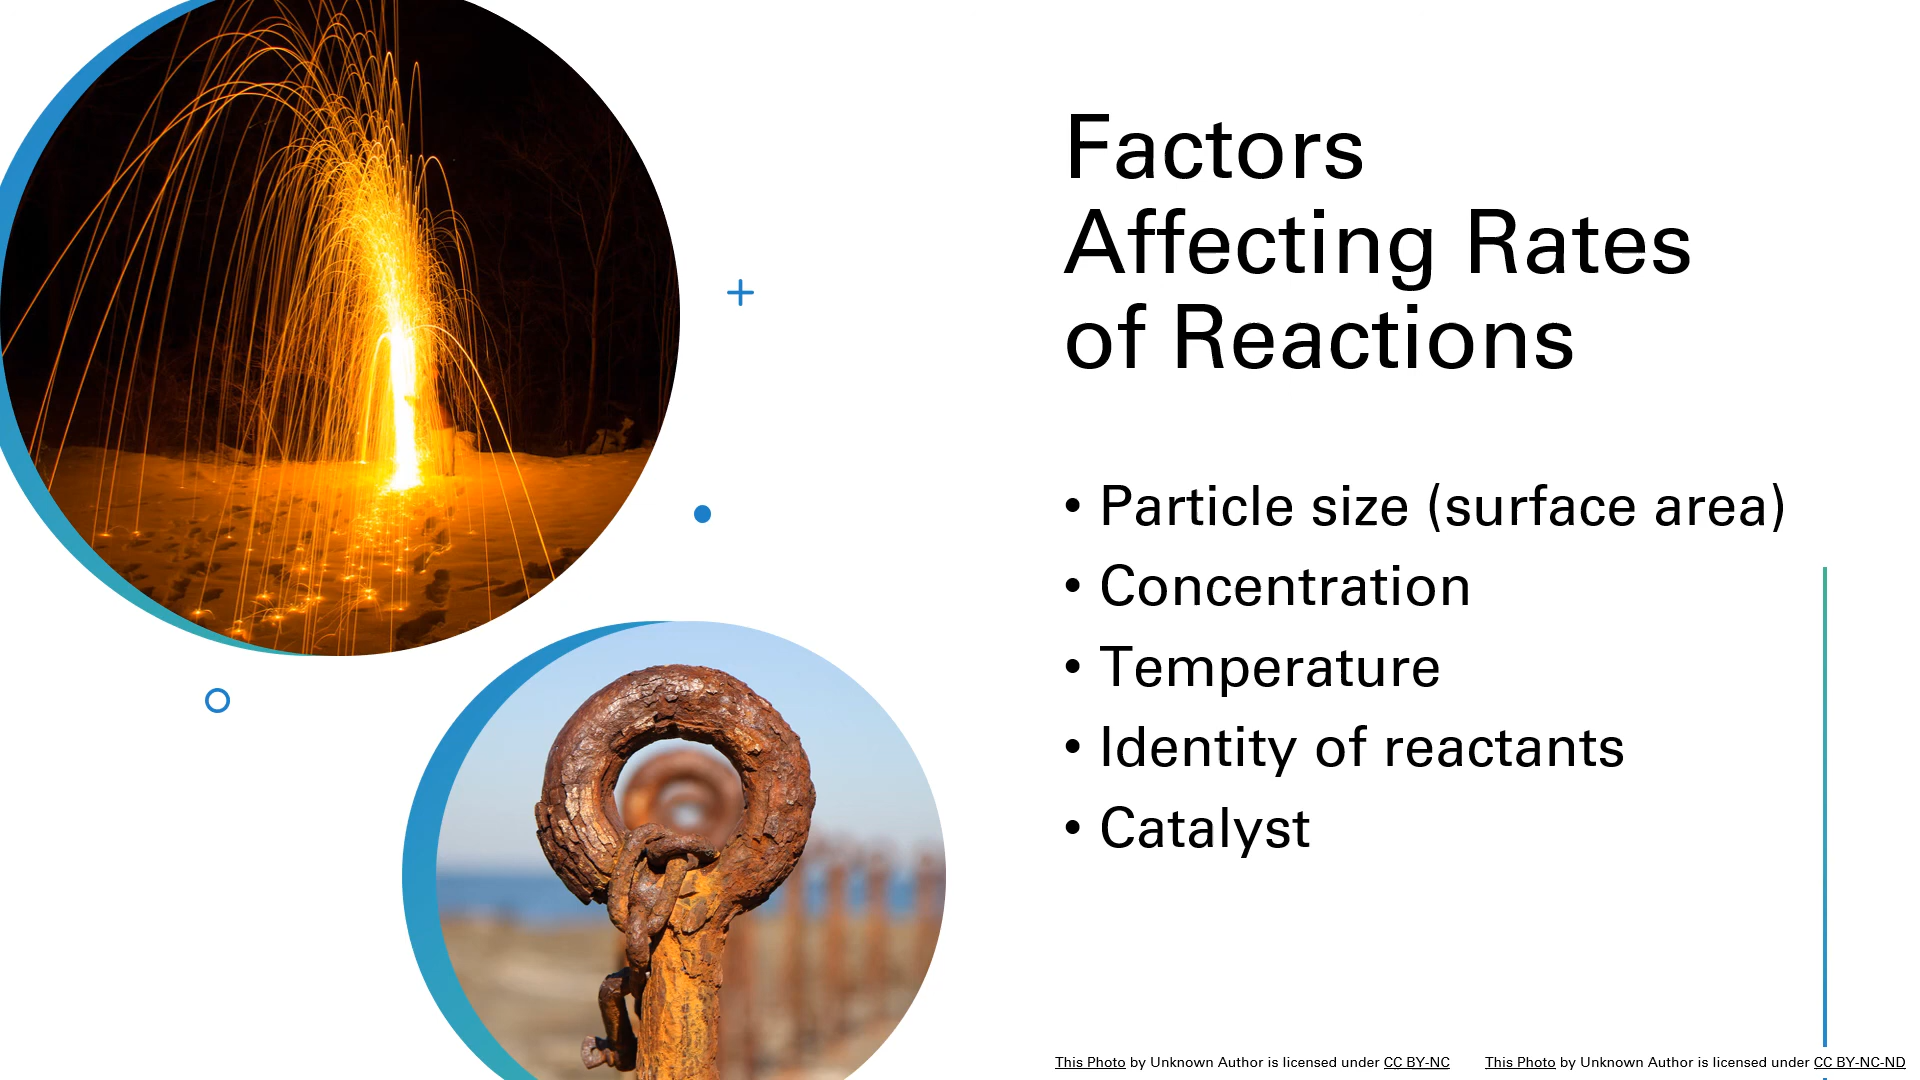 Factors
Affecting Rates
of Reactions
• Particle size (surface area)
• Concentration
• Temperature
• Identity of reactants
• Catalyst
This Photo by Unknown Author is licensed under CC BY-NC
This Photo by Unknown Author is licensed under CC BY-NC-ND